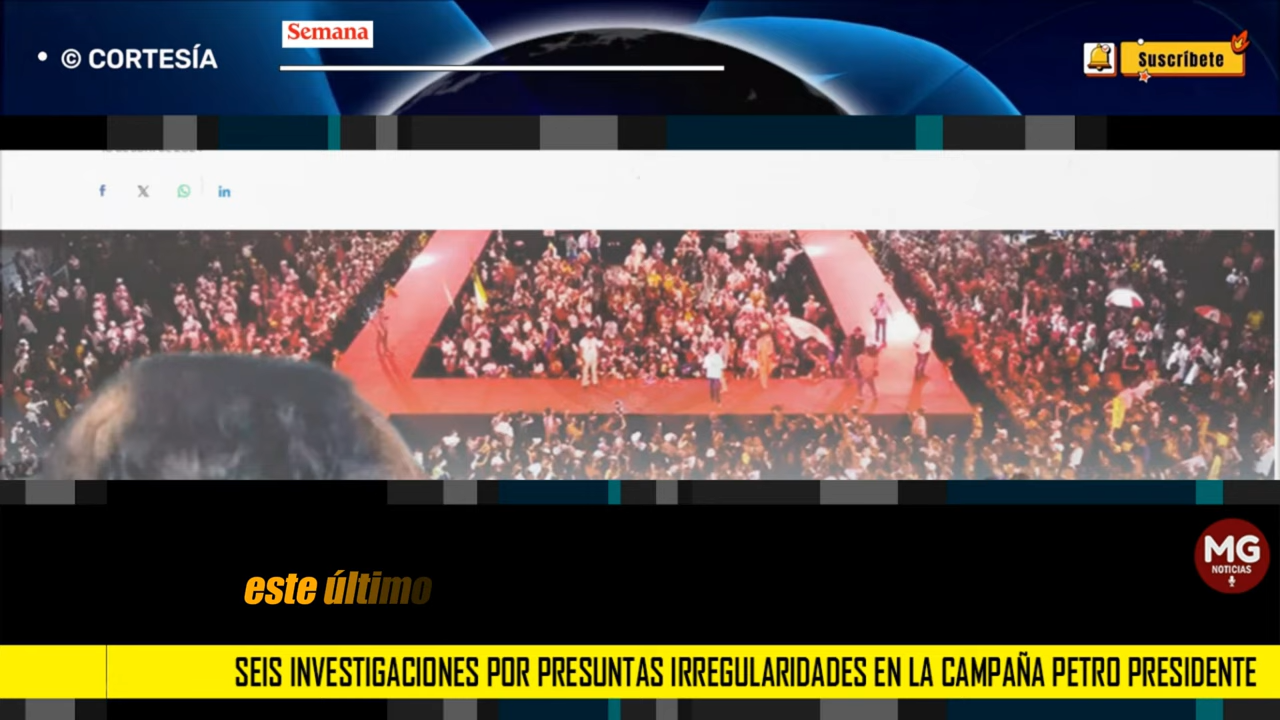 • © CORTESÍA
Semana
Suscríbete
este último
MG
NOTICIAS
SEIS INVESTIGACIONES POR PRESUNTAS IRREGULARIDADES EN LA CAMPAÑA PETRO PRESIDENTE